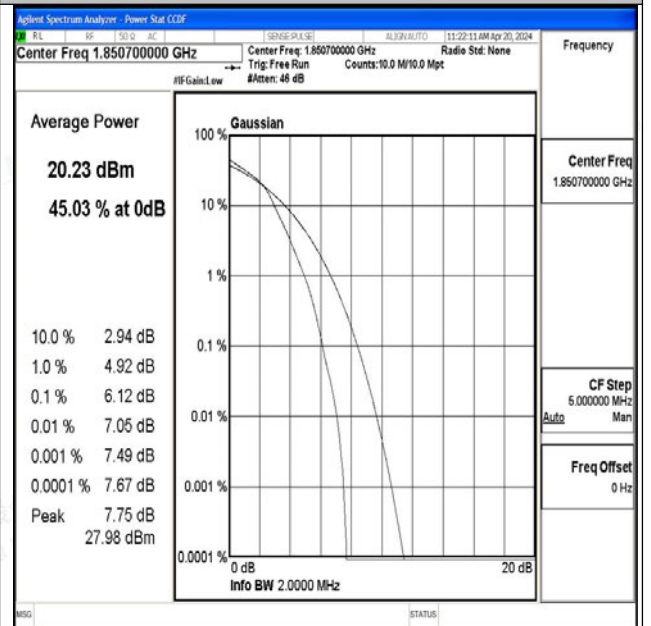 Agilent Spectrum Analyzer - Power Stat CCDF
RL RF 50 Ω AC SENSE:PULSE ALIGN AUTO 11:22:11 AM Apr 20, 2024
Center Freq 1.850700000 GHz
Center Freq: 1.850700000 GHz Radio Std: None
Trig: Free Run Counts:10.0 M/10.0 Mpt
#IFGain:Low #Atten: 46 dB
Frequency
Average Power
20.23 dBm
45.03 % at 0dB
10.0 % 2.94 dB
1.0 % 4.92 dB
0.1 % 6.12 dB
0.01 % 7.05 dB
0.001 % 7.49 dB
0.0001 % 7.67 dB
Peak 7.75 dB
27.98 dBm
Gaussian
100 %
10 %
1 %
0.1 %
0.01 %
0.001 %
0.0001 %
0 dB 20 dB
Info BW 2.0000 MHz
Center Freq
1.850700000 GHz
CF Step
5.000000 MHz
Auto Man
Freq Offset
0 Hz
MSG STATUS